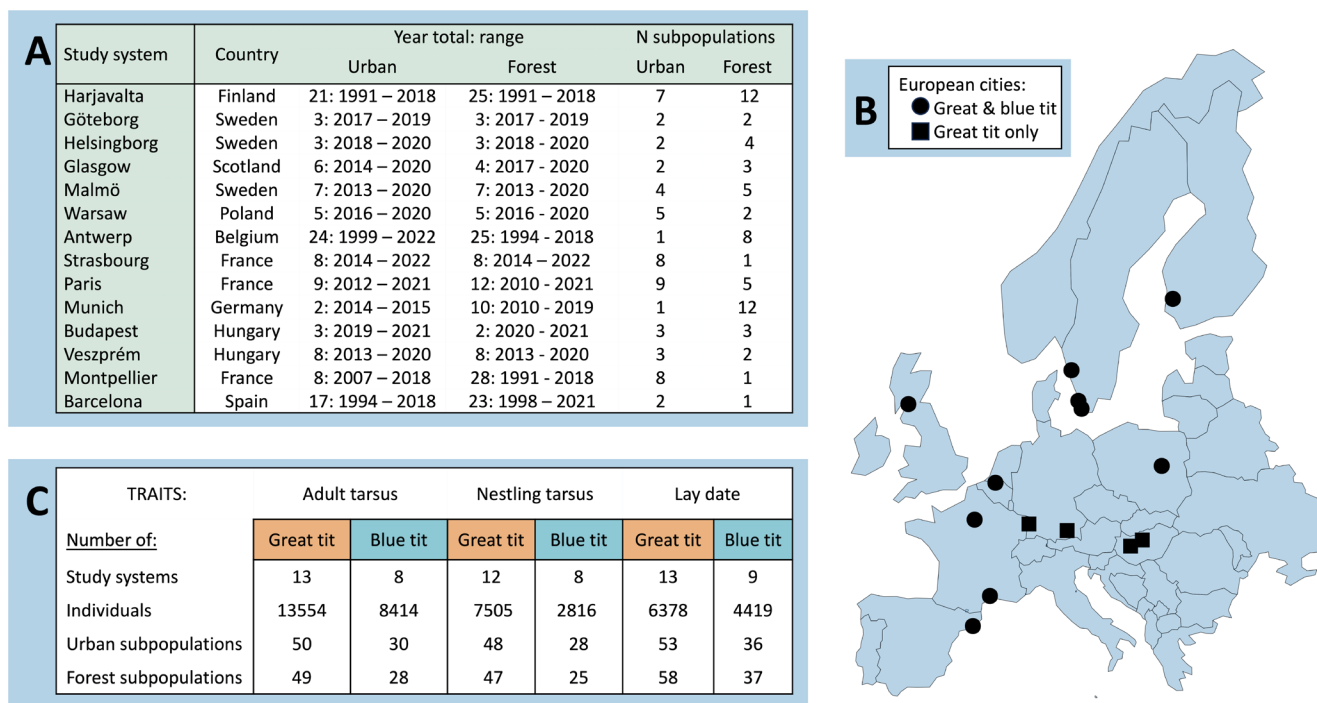 A
Study system Country Year total: range N subpopulations
Urban Forest Urban Forest
Harjavalta Finland 21: 1991 – 2018 25: 1991 – 2018 7 12
Göteborg Sweden 3: 2017 – 2019 3: 2017 - 2019 2 2
Helsingborg Sweden 3: 2018 – 2020 3: 2018 - 2020 2 4
Glasgow Scotland 6: 2014 – 2020 4: 2017 - 2020 2 3
Malmö Sweden 7: 2013 – 2020 7: 2013 - 2020 4 5
Warsaw Poland 5: 2016 – 2020 5: 2016 - 2020 5 2
Antwerp Belgium 24: 1999 – 2022 25: 1994 - 2018 1 8
Strasbourg France 8: 2014 – 2022 8: 2014 – 2022 8 1
Paris France 9: 2012 – 2021 12: 2010 - 2021 9 5
Munich Germany 2: 2014 – 2015 10: 2010 - 2019 1 12
Budapest Hungary 3: 2019 – 2021 2: 2020 - 2021 3 3
Veszprém Hungary 8: 2013 – 2020 8: 2013 - 2020 3 2
Montpellier France 8: 2007 – 2018 28: 1991 - 2018 8 1
Barcelona Spain 17: 1994 – 2018 23: 1998 – 2021 2 1
B
European cities:
Great & blue tit
Great tit only
C
TRAITS: Adult tarsus Nestling tarsus Lay date
Number of: Great tit Blue tit Great tit Blue tit Great tit Blue tit
Study systems 13 8 12 8 13 9
Individuals 13554 8414 7505 2816 6378 4419
Urban subpopulations 50 30 48 28 53 36
Forest subpopulations 49 28 47 25 58 37